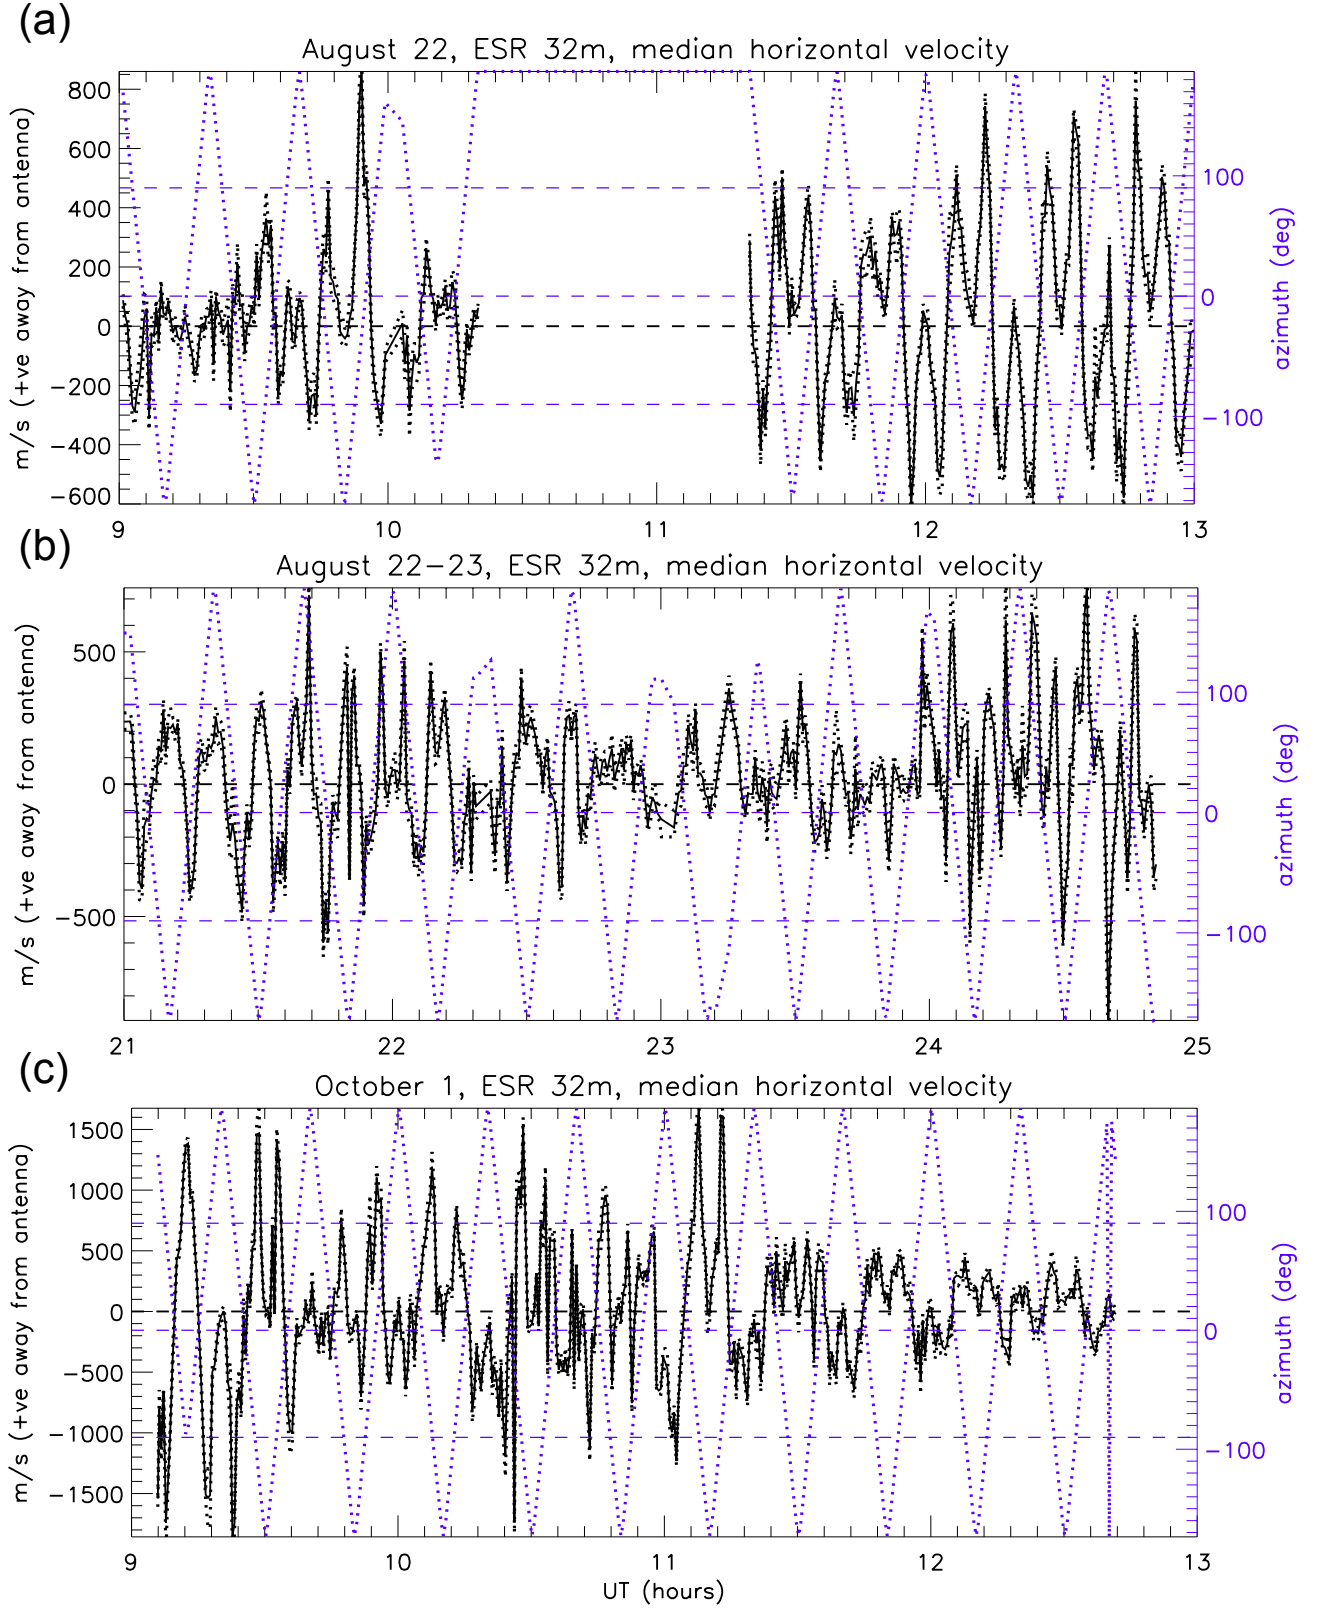 (a)
August 22, ESR 32m, median horizontal velocity
m/s (+ve away from antenna)
800
600
400
200
0
−200
−400
−600
100
0
−100
azimuth (deg)
9 10 11 12 13
(b)
August 22−23, ESR 32m, median horizontal velocity
m/s (+ve away from antenna)
500
0
−500
100
0
−100
azimuth (deg)
21 22 23 24 25
(c)
October 1, ESR 32m, median horizontal velocity
m/s (+ve away from antenna)
1500
1000
500
0
−500
−1000
−1500
100
0
−100
azimuth (deg)
9 10 11 12 13
UT (hours)